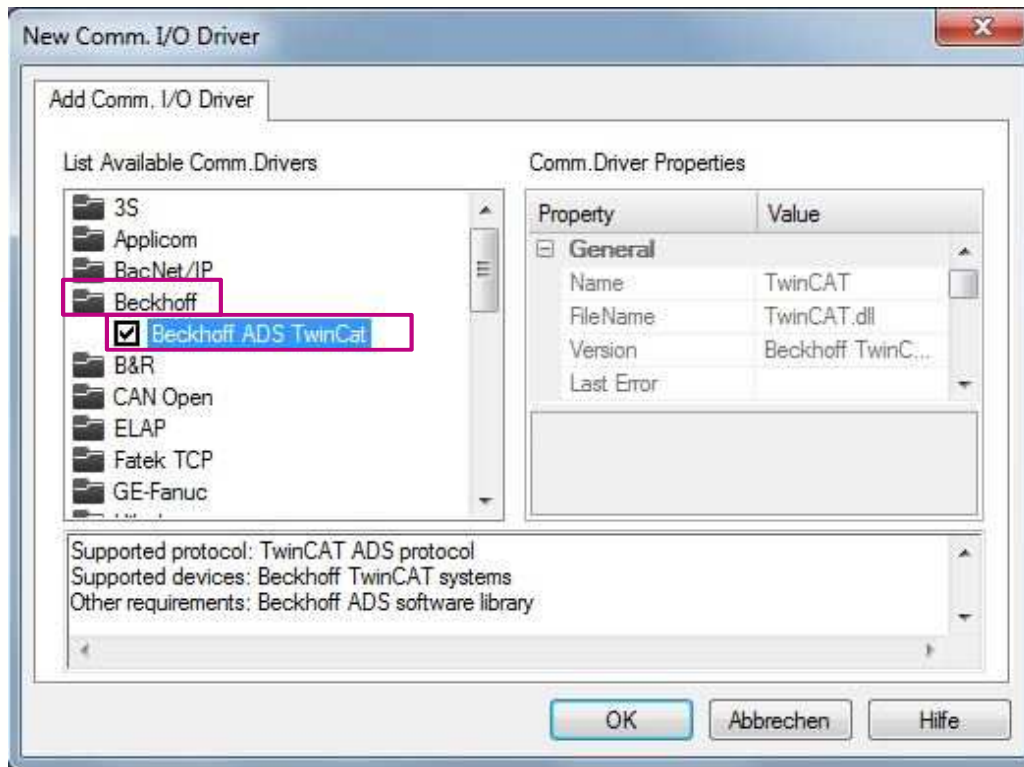 New Comm. I/O Driver
Add Comm. I/O Driver
List Available Comm.Drivers
3S
Applicom
BacNet/IP
Beckhoff
Beckhoff ADS TwinCat
B&R
CAN Open
ELAP
Fatek TCP
GE-Fanuc
Comm.Driver Properties
Property Value
General
Name TwinCAT
FileName TwinCAT.dll
Version Beckhoff TwinC...
Last Error
Supported protocol: TwinCAT ADS protocol
Supported devices: Beckhoff TwinCAT systems
Other requirements: Beckhoff ADS software library
OK Abbrechen Hilfe